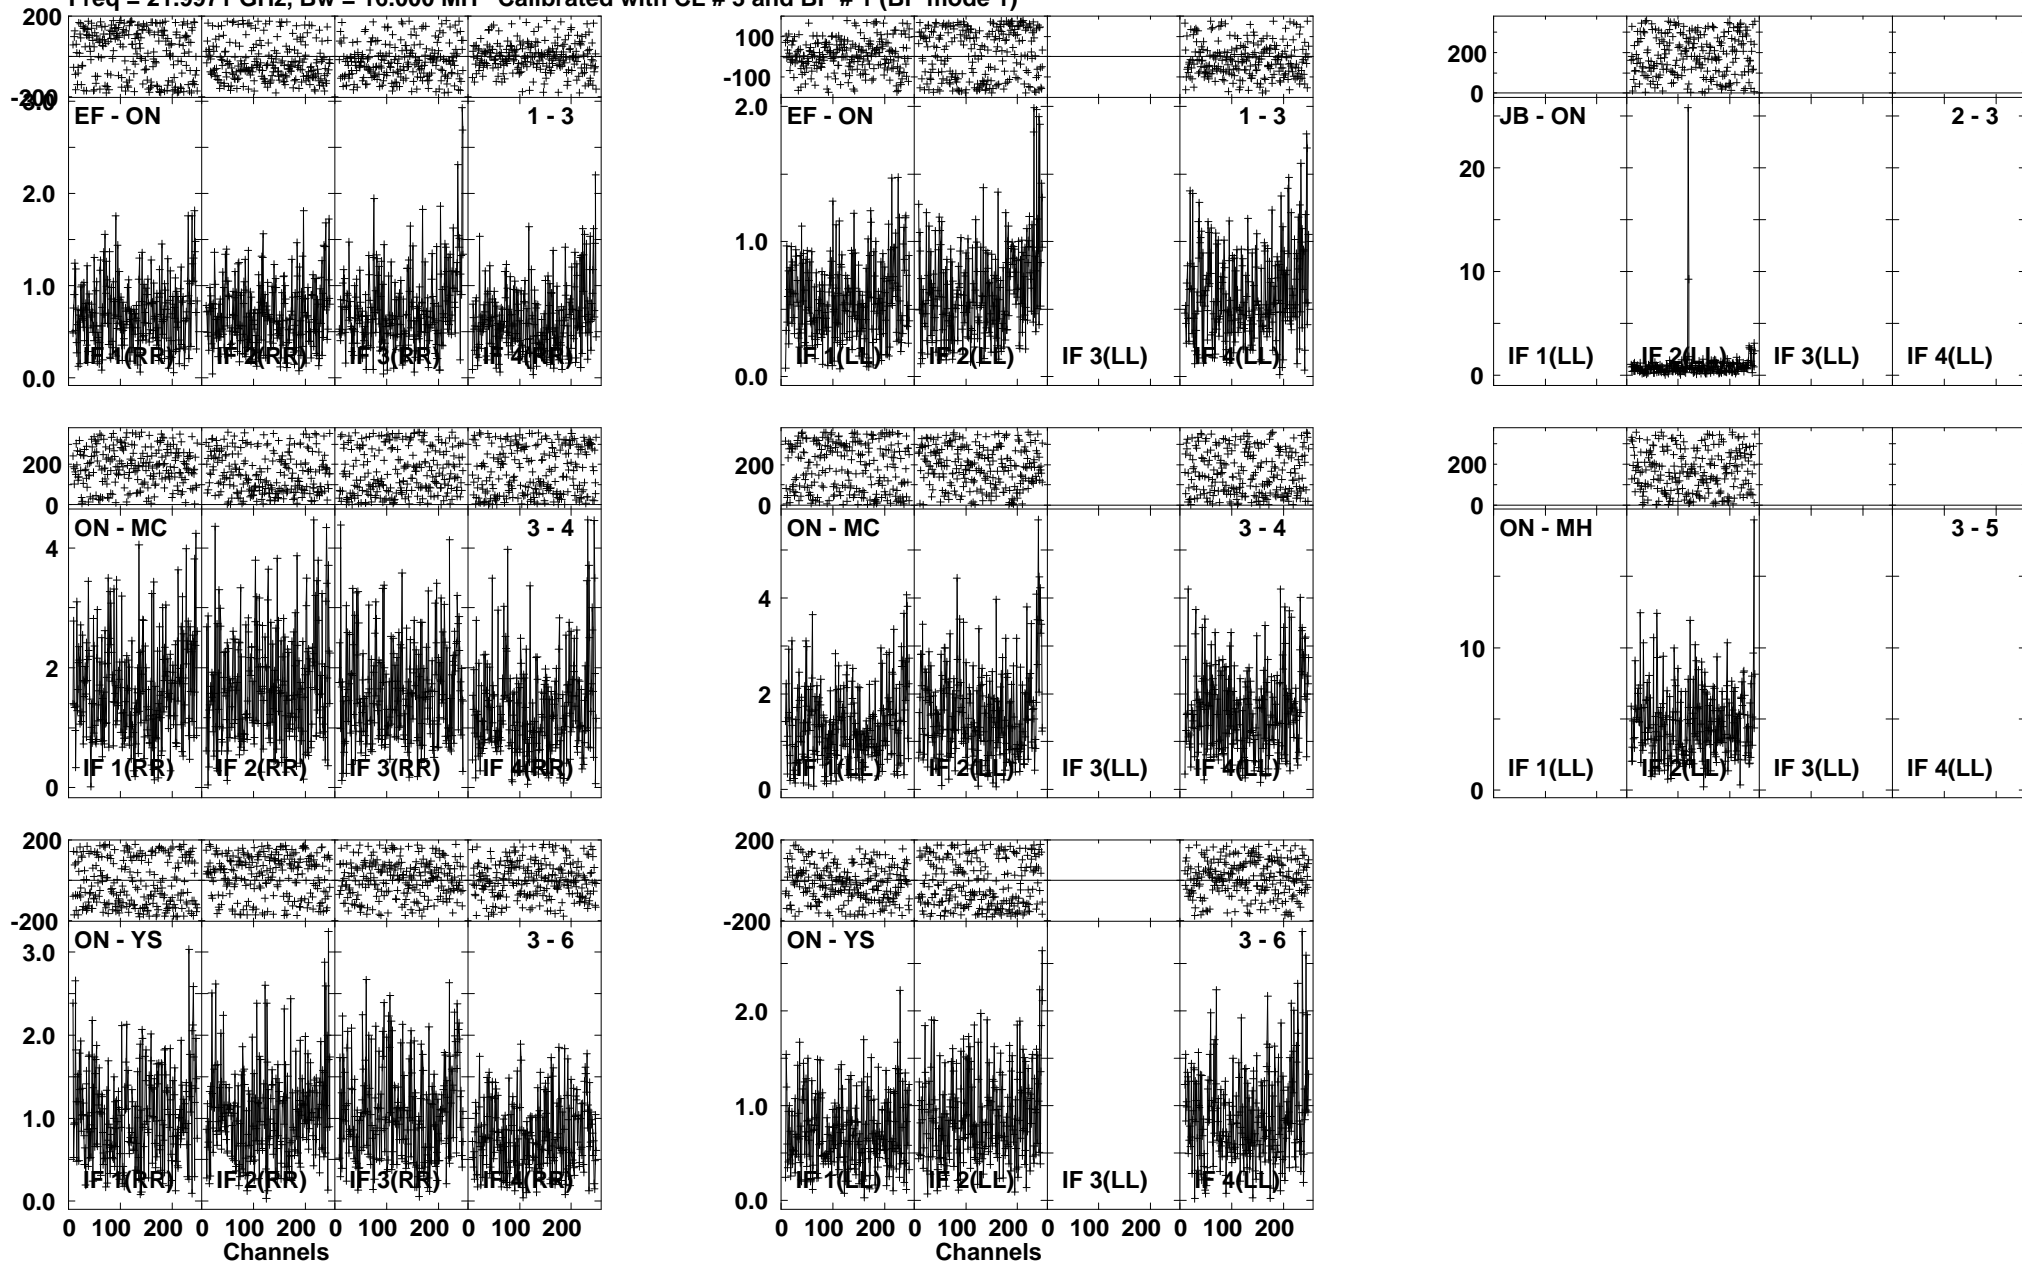 Freq = 21.9971 GHz, Bw = 16.000 MH Calibrated with CL # 3 and BP # 1 (BP mode 1)
200
-200
3.0
2.0
1.0
0.0
EF - ON 1 - 3
IF 1(RR) IF 2(RR) IF 3(RR) IF 4(RR)
100
-100
2.0
1.0
0.0
EF - ON 1 - 3
IF 1(LL) IF 2(LL) IF 3(LL) IF 4(LL)
200
0
20
10
0
JB - ON 2 - 3
IF 1(LL) IF 2(LL) IF 3(LL) IF 4(LL)
200
0
4
2
0
ON - MC 3 - 4
IF 1(RR) IF 2(RR) IF 3(RR) IF 4(RR)
200
0
4
2
0
ON - MC 3 - 4
IF 1(LL) IF 2(LL) IF 3(LL) IF 4(LL)
200
0
10
0
ON - MH 3 - 5
IF 1(LL) IF 2(LL) IF 3(LL) IF 4(LL)
200
-200
3.0
2.0
1.0
0.0
ON - YS 3 - 6
IF 1(RR) IF 2(RR) IF 3(RR) IF 4(RR)
0 100 200 0 100 200 0 100 200 0 100 200
Channels
200
-200
2.0
1.0
0.0
ON - YS 3 - 6
IF 1(LL) IF 2(LL) IF 3(LL) IF 4(LL)
0 100 200 0 100 200 0 100 200 0 100 200
Channels